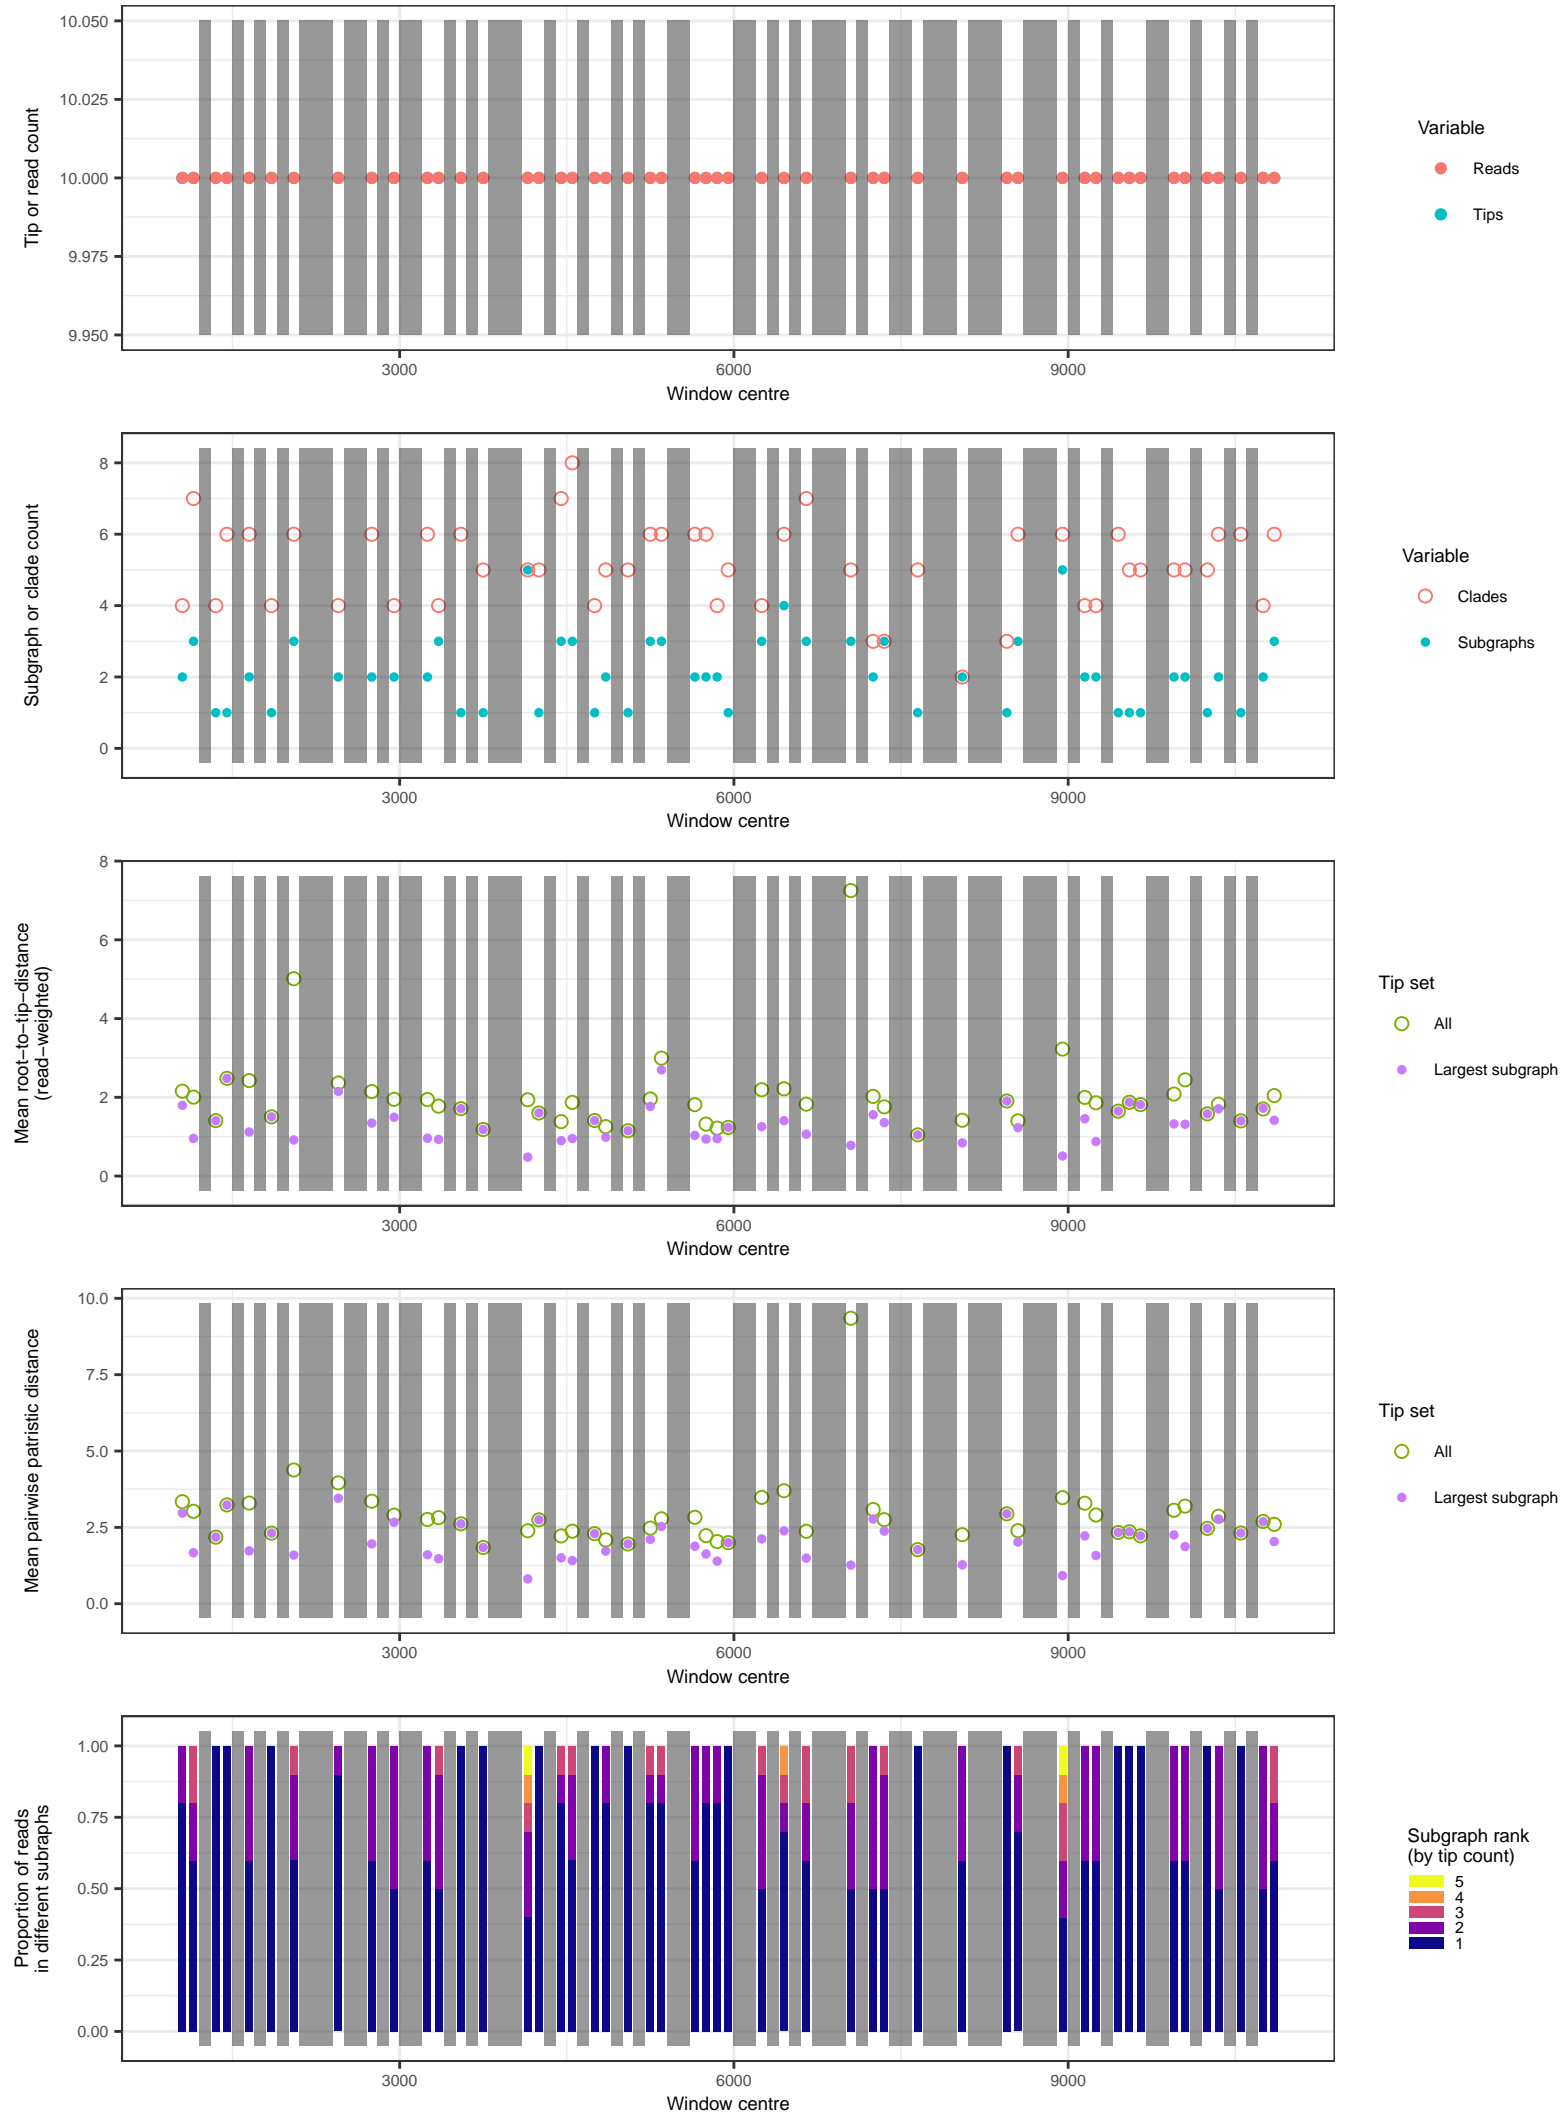 10.050
10.025
10.000
9.975
9.950
Tip or read count
3000
6000
9000
Window centre
Variable
Reads
Tips
8
6
4
2
0
Subgraph or clade count
3000
6000
9000
Window centre
Variable
Clades
Subgraphs
8
6
4
2
0
Mean root−to−tip−distance
(read−weighted)
3000
6000
9000
Window centre
Tip set
All
Largest subgraph
10.0
7.5
5.0
2.5
0.0
Mean pairwise patristic distance
3000
6000
9000
Window centre
Tip set
All
Largest subgraph
1.00
0.75
0.50
0.25
0.00
Proportion of reads
in different subraphs
3000
6000
9000
Window centre
Subgraph rank
(by tip count)
5
4
3
2
1